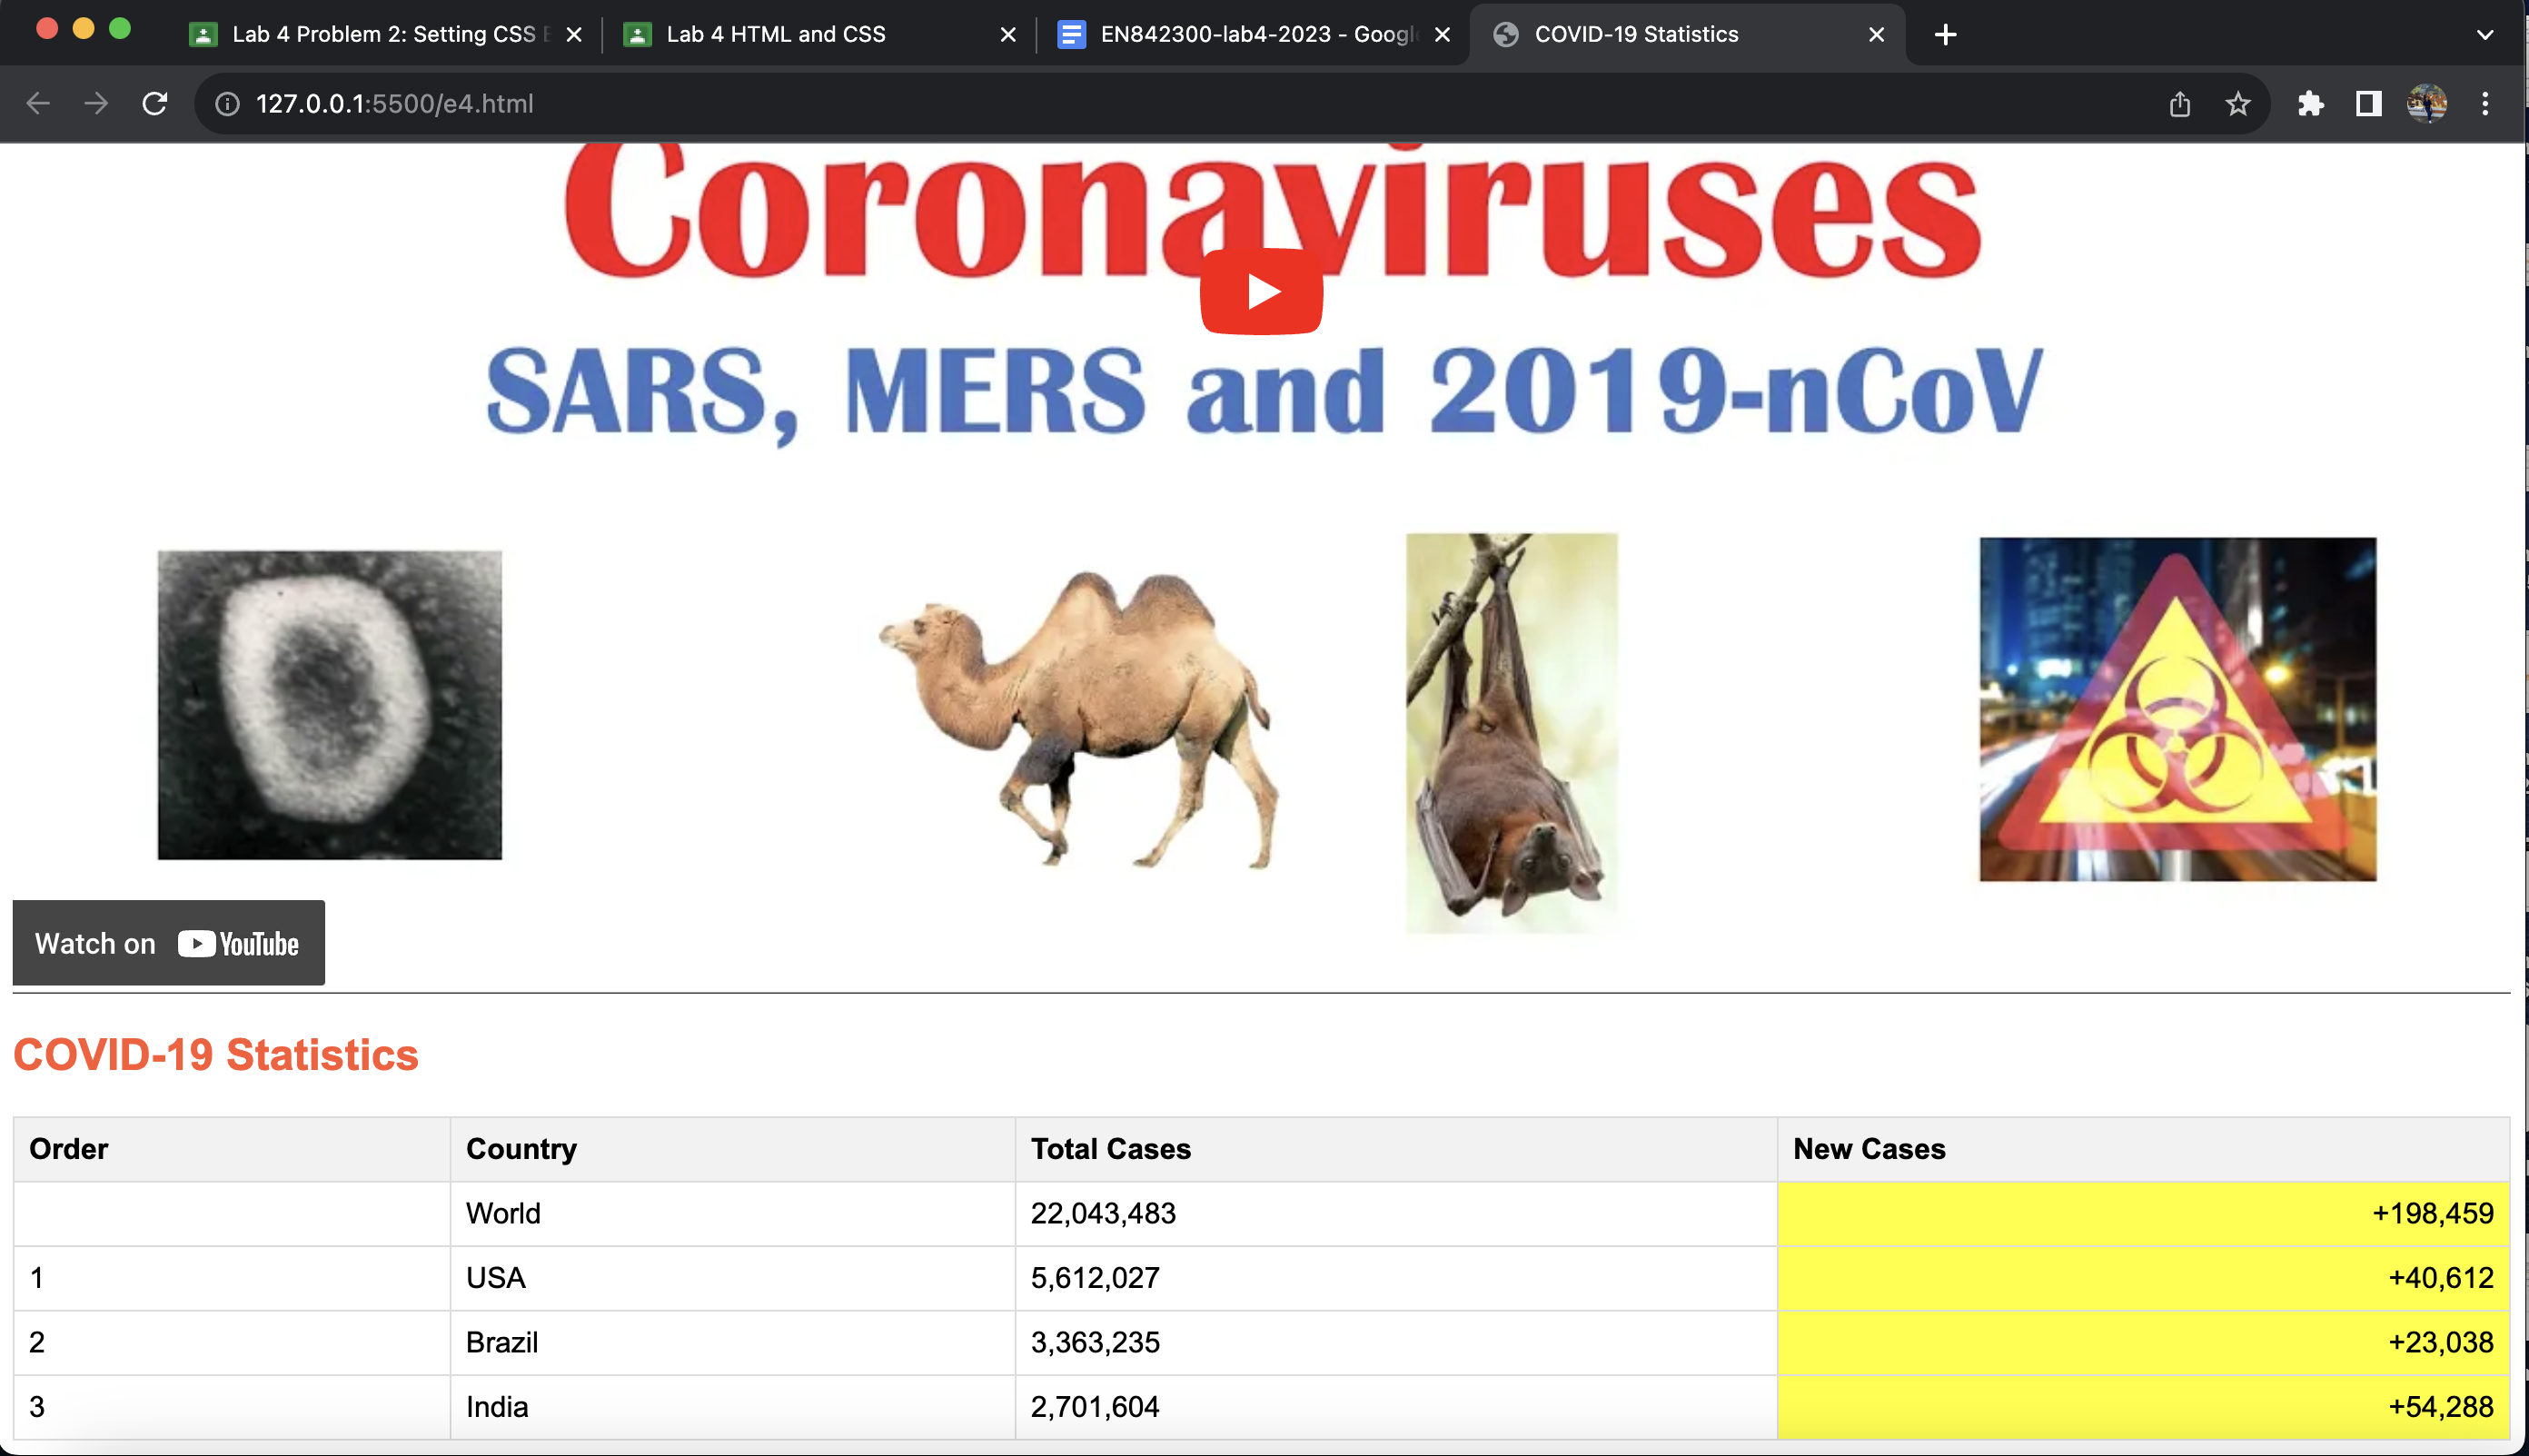 Lab 4 Problem 2: Setting CSS
Lab 4 HTML and CSS
EN842300-lab4-2023 - Googl
COVID-19 Statistics
127.0.0.1:5500/e4.html
Coronaviruses
SARS, MERS and 2019-nCoV
Watch on YouTube
COVID-19 Statistics
Order Country Total Cases New Cases
World 22,043,483 +198,459
1 USA 5,612,027 +40,612
2 Brazil 3,363,235 +23,038
3 India 2,701,604 +54,288